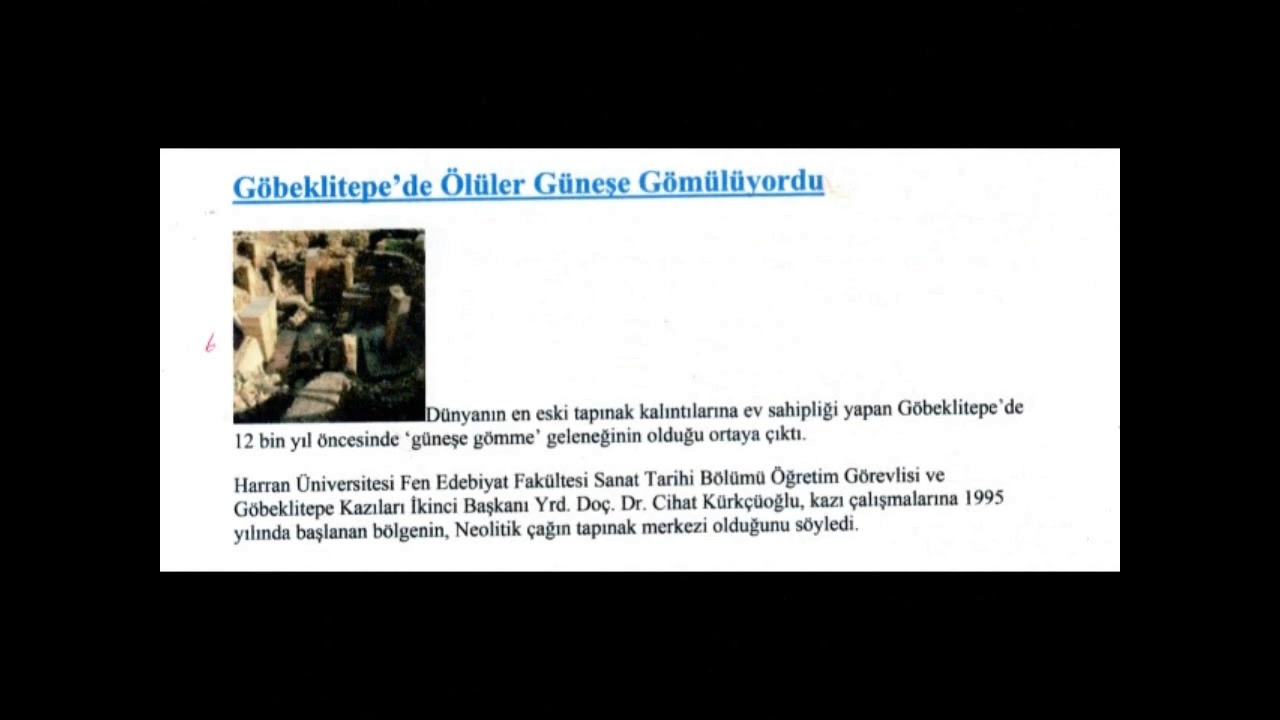 Göbeklitepe’de Ölüler Güneşe Gömülüyordu
6
Dünyanın en eski tapınak kalıntılarına ev sahipliği yapan Göbeklitepe’de
12 bin yıl öncesinde ‘güneşe gömme’ geleneğinin olduğu ortaya çıktı.
Harran Üniversitesi Fen Edebiyat Fakültesi Sanat Tarihi Bölümü Öğretim Görevlisi ve
Göbeklitepe Kazıları İkinci Başkanı Yrd. Doç. Dr. Cihat Kürkçüoğlu, kazı çalışmalarına 1995
yılında başlanan bölgenin, Neolitik çağın tapınak merkezi olduğunu söyledi.